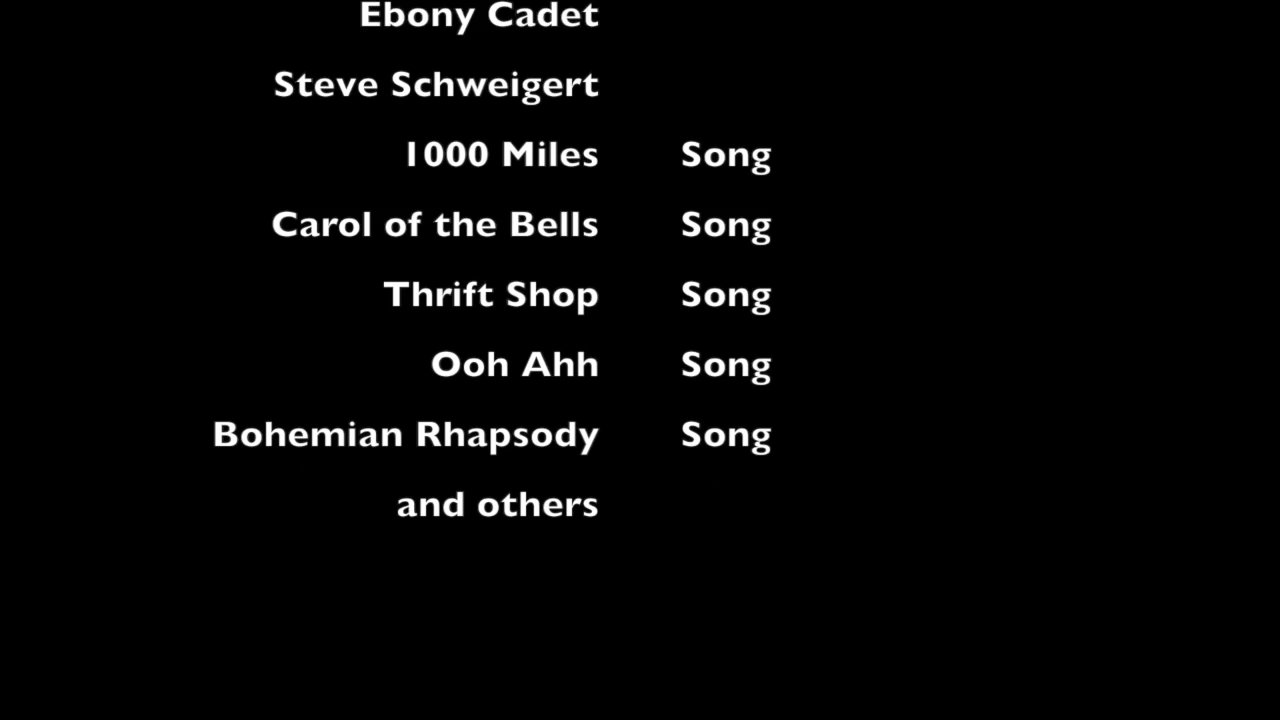 Ebony Cadet
Steve Schweigert
1000 Miles Song
Carol of the Bells Song
Thrift Shop Song
Ooh Ahh Song
Bohemian Rhapsody Song
and others